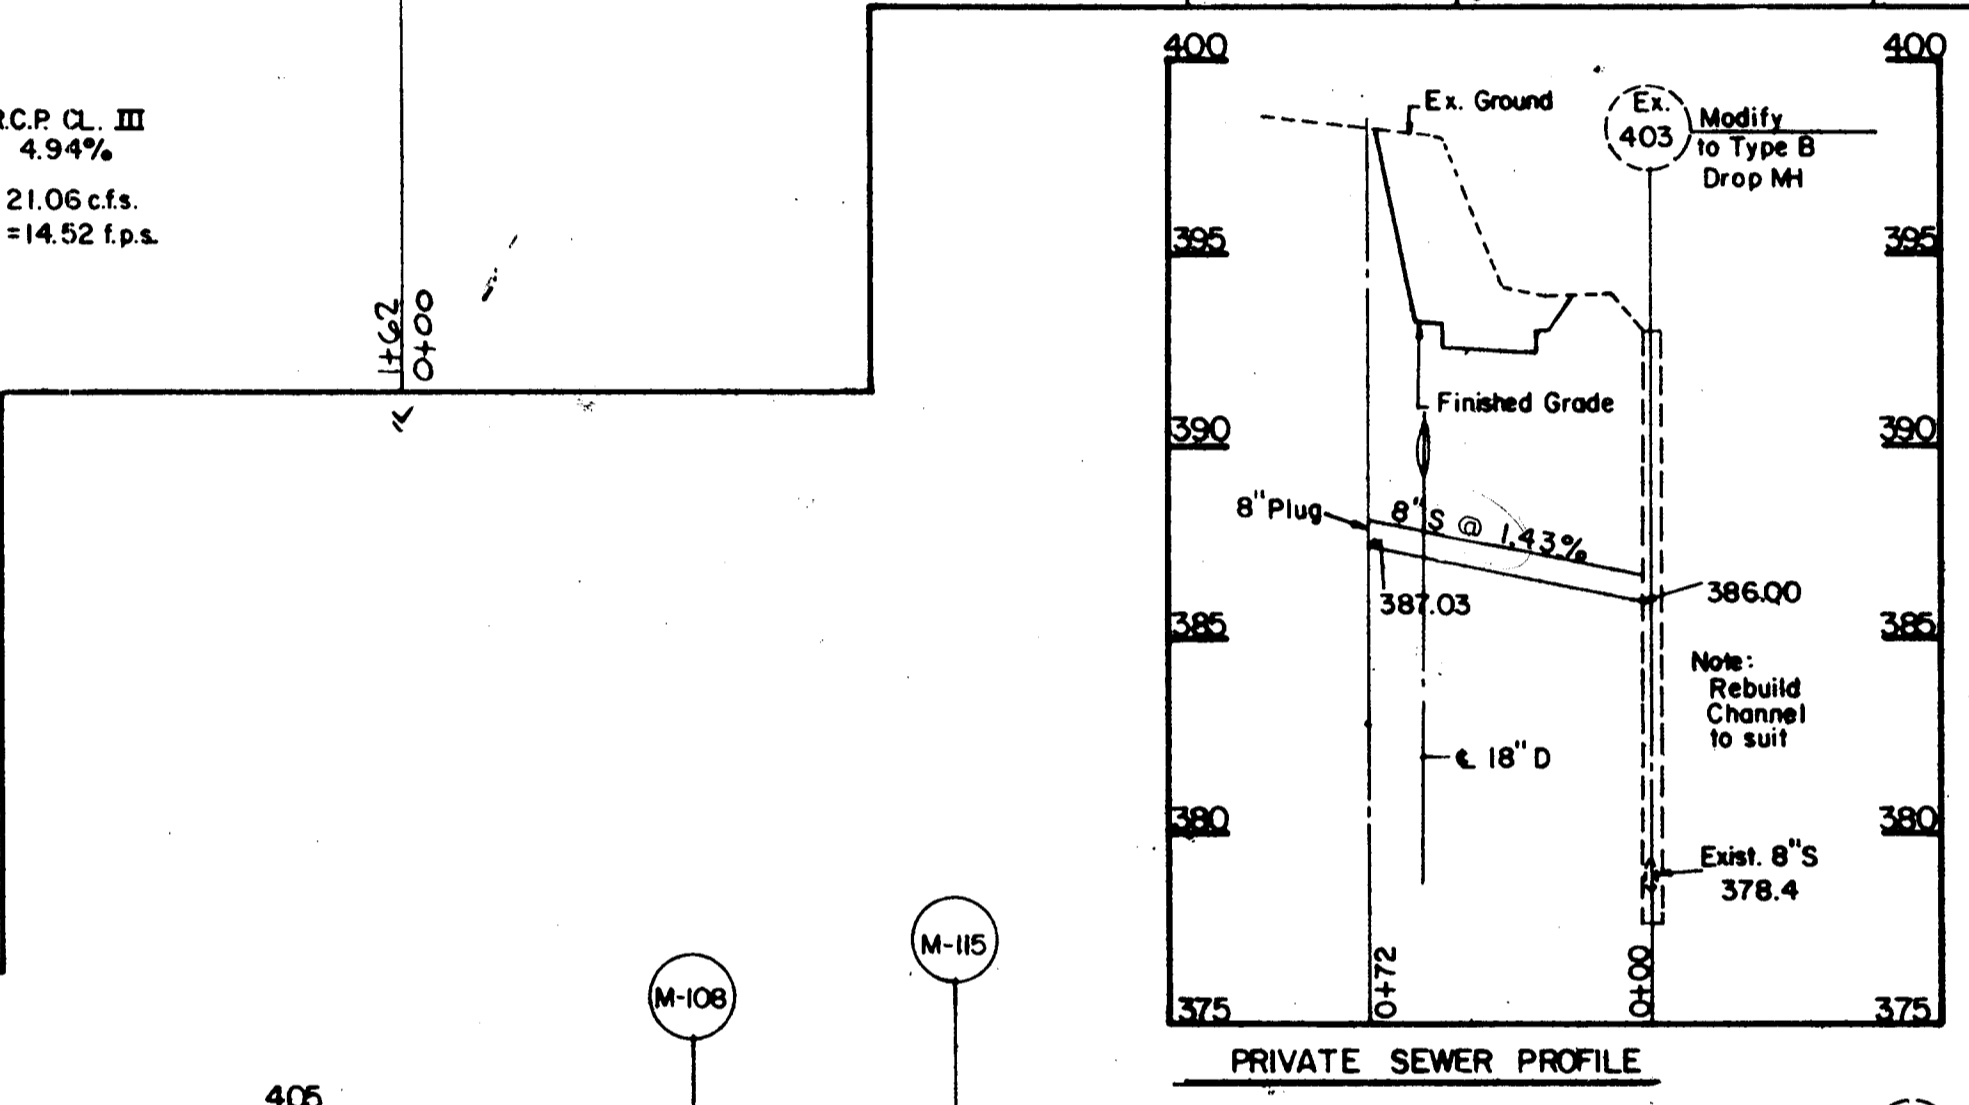 R.C.P. CL. III
4.94%
21.06 c.f.s.
=14.52 f.p.s.
1+62
0+00
M-108
M-115
405
400
400
395
395
390
390
385
385
380
380
375
375
Ex. Ground
Ex.
403
Modify
to Type B
Drop MH
Finished Grade
8" Plug
8"S @ 1.43%
387.03
386.00
Note:
Rebuild
Channel
to suit
℄ 18" D
Exist. 8"S
378.4
0+72
0+00
PRIVATE SEWER PROFILE